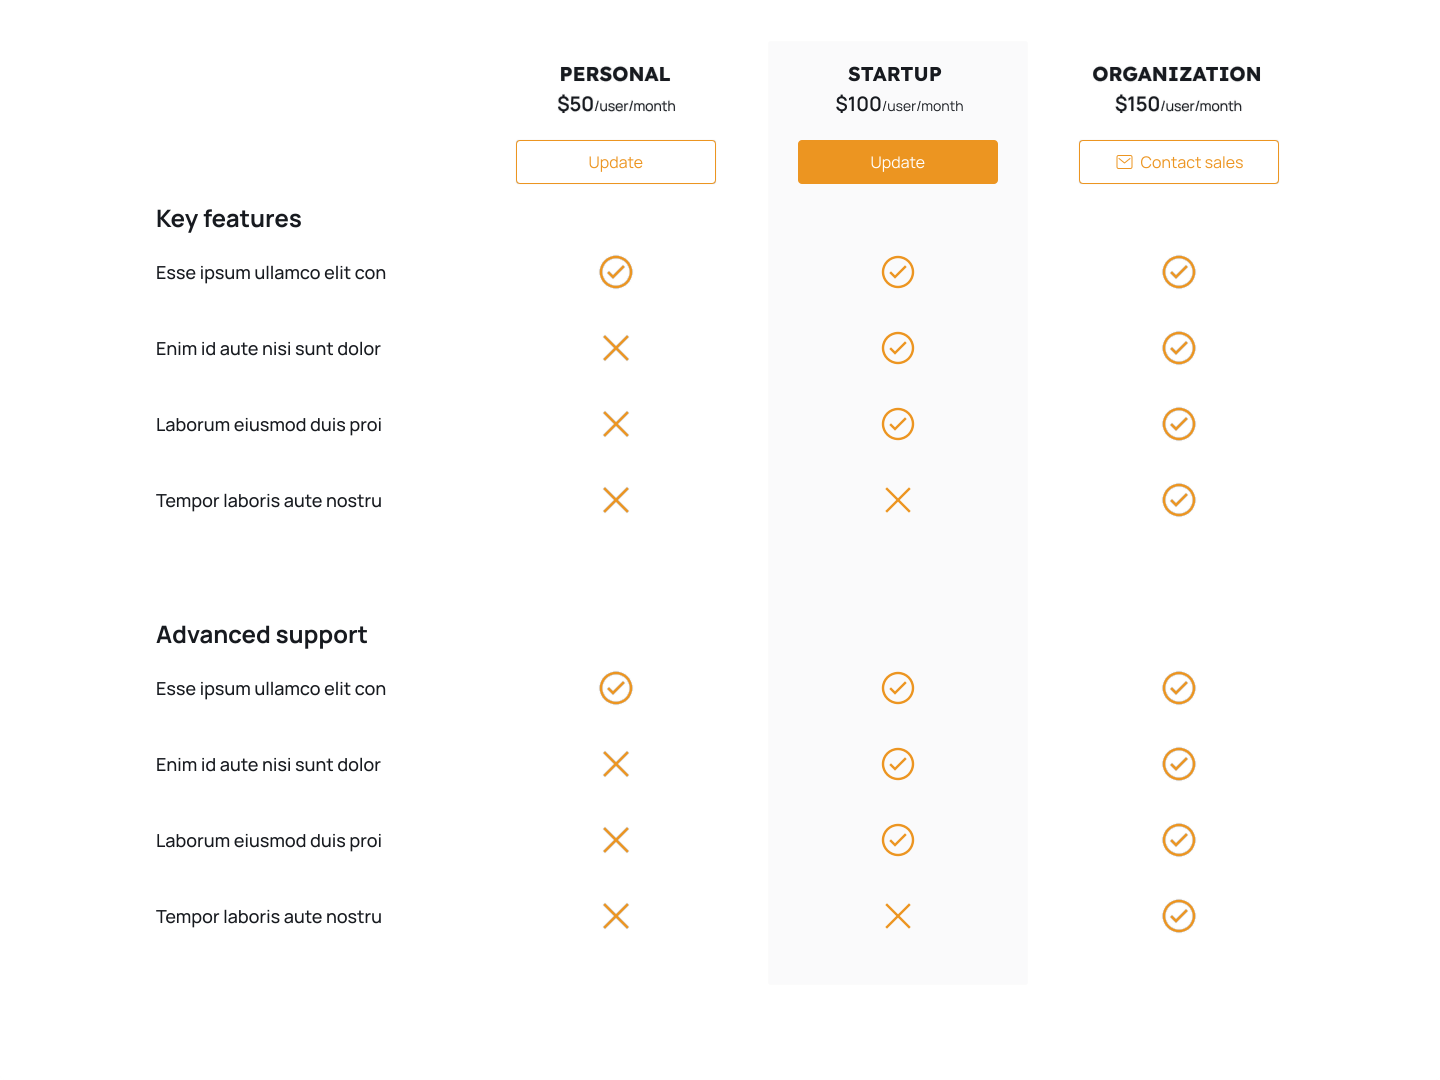 PERSONAL
$50/user/month
Update
STARTUP
$100/user/month
Update
ORGANIZATION
$150/user/month
Contact sales
Key features
Esse ipsum ullamco elit con
Enim id aute nisi sunt dolor
Laborum eiusmod duis proi
Tempor laboris aute nostru
Advanced support
Esse ipsum ullamco elit con
Enim id aute nisi sunt dolor
Laborum eiusmod duis proi
Tempor laboris aute nostru